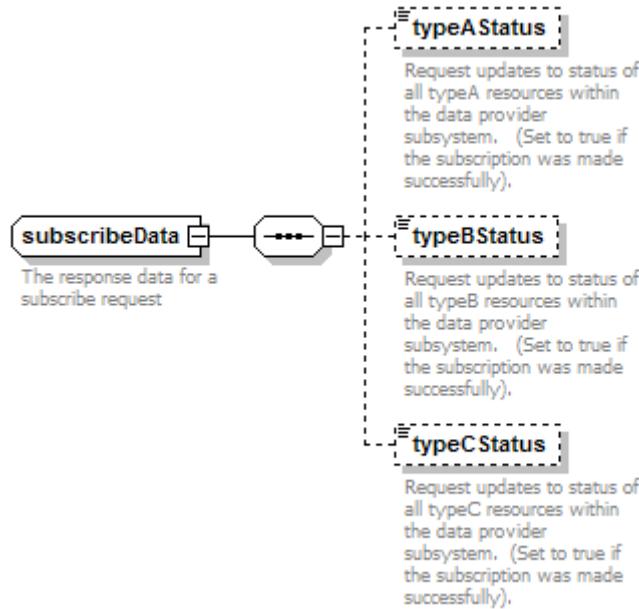 typeAStatus
Request updates to status of
all typeA resources within
the data provider
subsystem.   (Set to true if
the subscription was made
successfully).
subscribeData
The response data for a
subscribe request
typeBStatus
Request updates to status of
all typeB resources within
the data provider
subsystem.   (Set to true if
the subscription was made
successfully).
typeCStatus
Request updates to status of
all typeC resources within
the data provider
subsystem.  (Set to true if
the subscription was made
successfully).